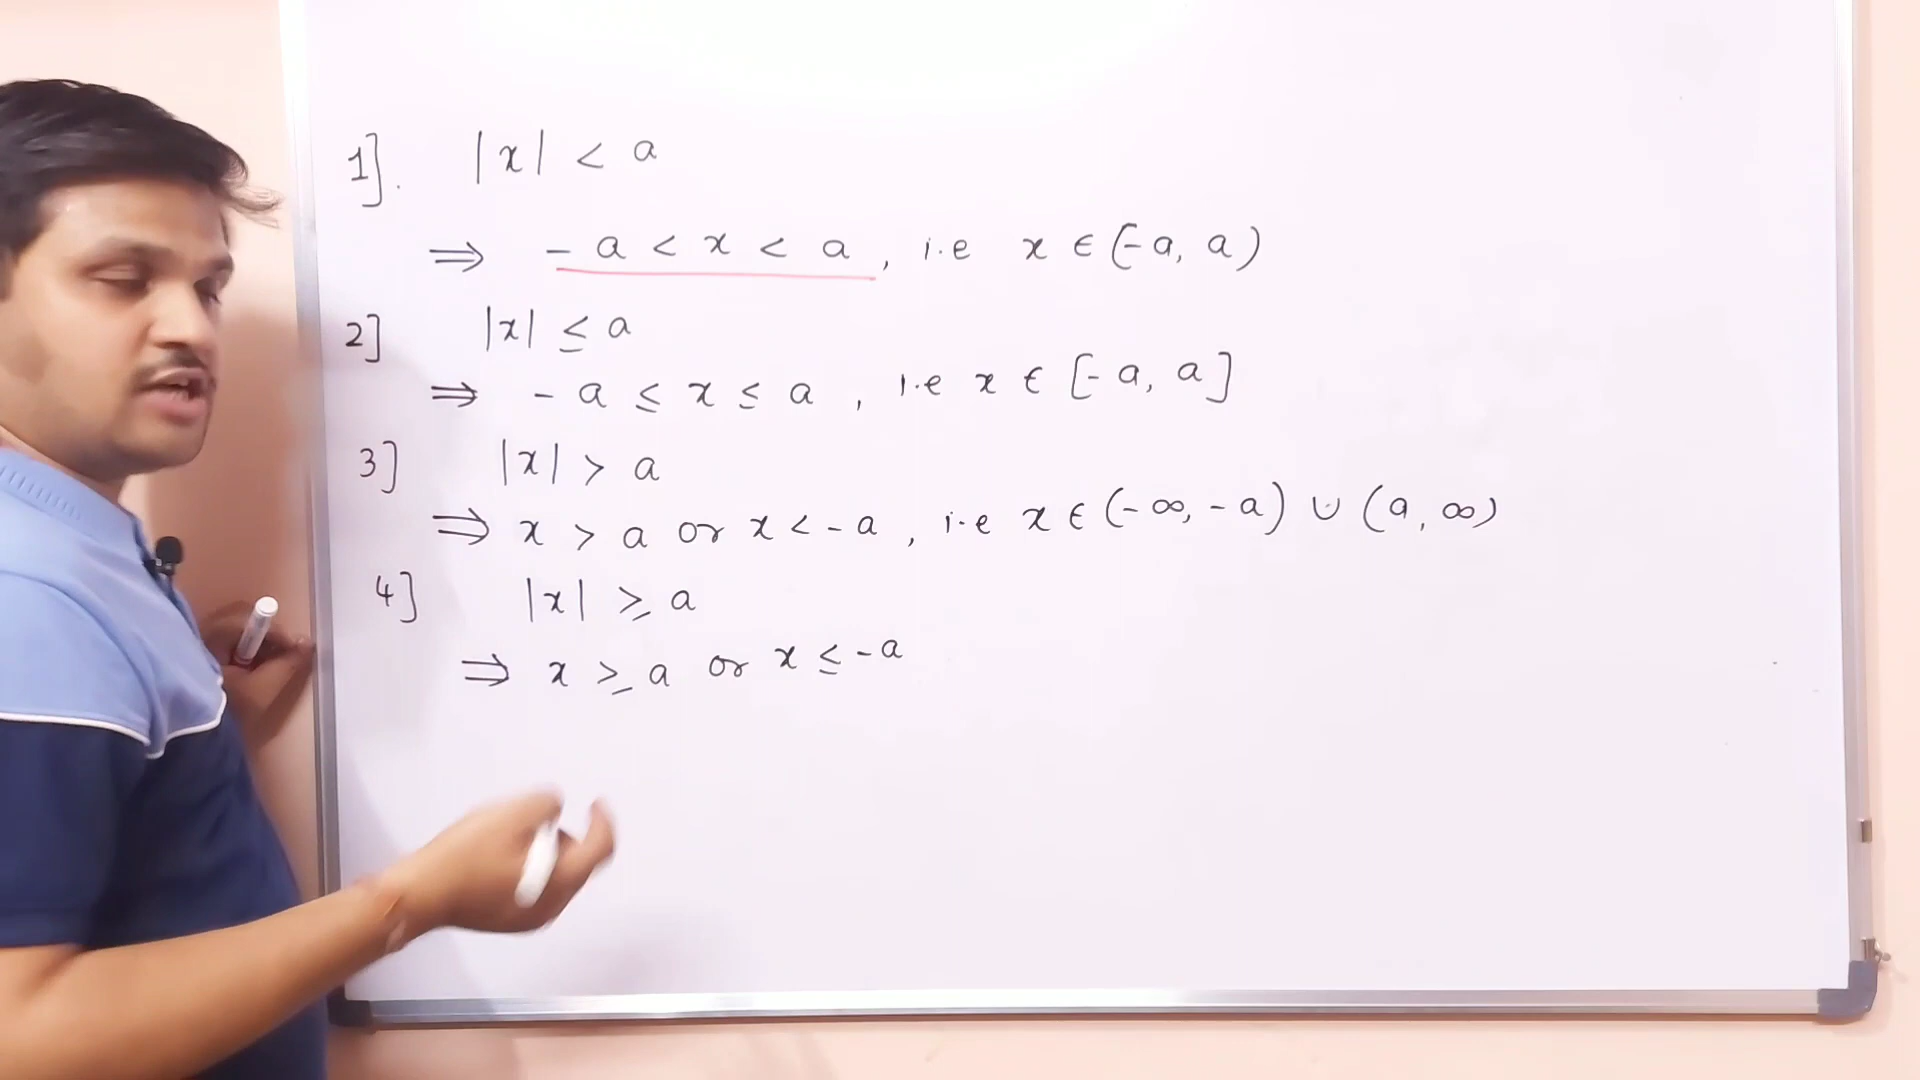 1]. |x| < a
⇒ - a < x < a, i.e x ∈ (-a, a)
2] |x| ≤ a
⇒ - a ≤ x ≤ a, i.e x ∈ [-a, a]
3] |x| > a
⇒ x > a or x < -a, i-e x ∈ (-∞, -a) ∪ (a, ∞)
4] |x| ≥ a
⇒ x ≥ a or x ≤ -a